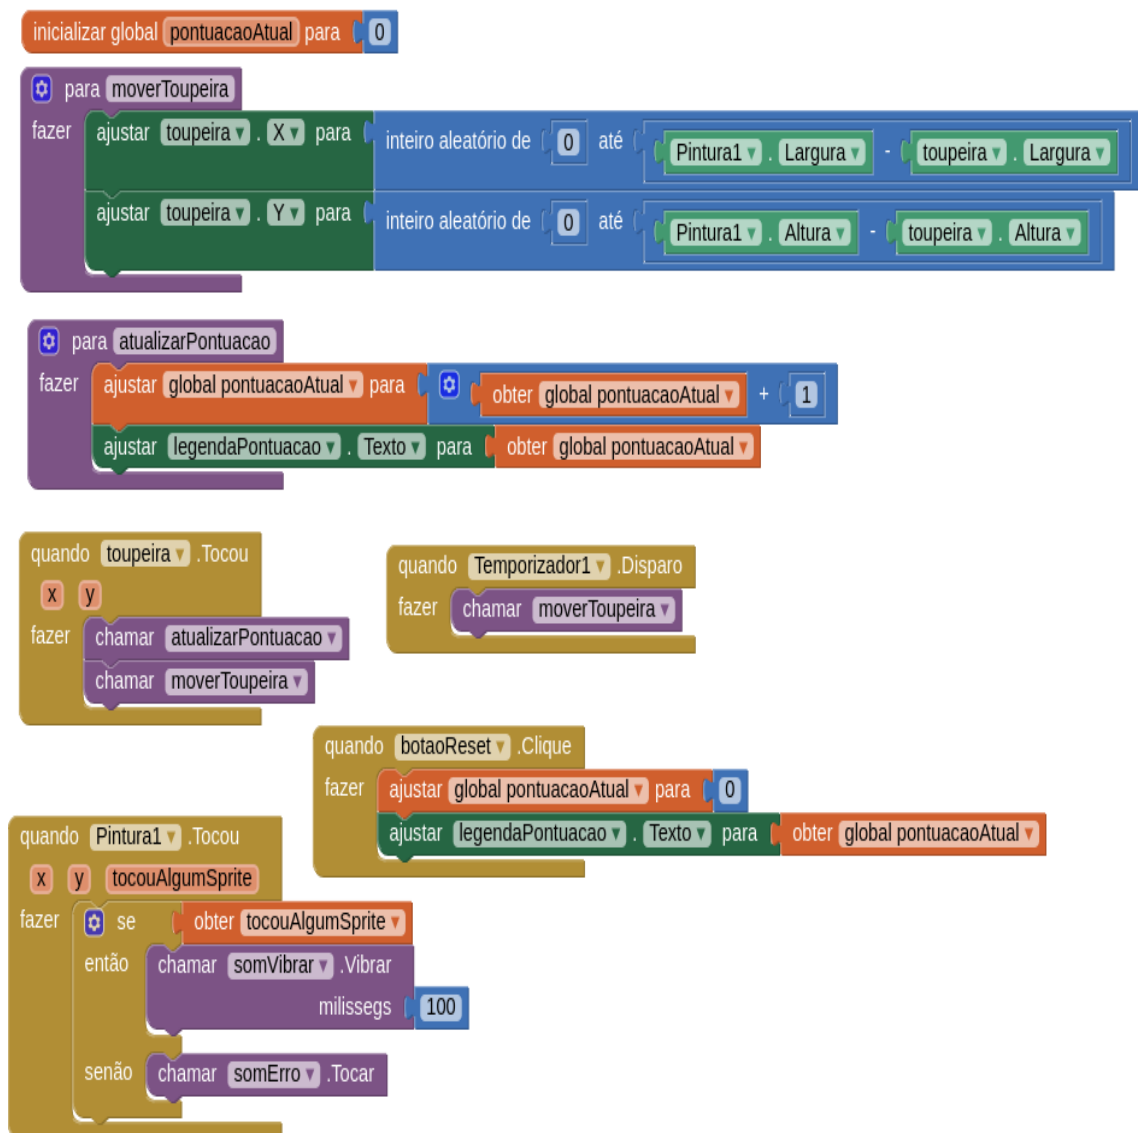 inicializar global pontuacaoAtual para 0
para moverToupeira
fazer ajustar toupeira . X para inteiro aleatório de 0 até Pintura1 . Largura - toupeira . Largura
ajustar toupeira . Y para inteiro aleatório de 0 até Pintura1 . Altura - toupeira . Altura
para atualizarPontuacao
fazer ajustar global pontuacaoAtual para obter global pontuacaoAtual + 1
ajustar legendaPontuacao . Texto para obter global pontuacaoAtual
quando toupeira .Tocou
x y
fazer chamar atualizarPontuacao
chamar moverToupeira
quando Temporizador1 .Disparo
fazer chamar moverToupeira
quando botaoReset .Clique
fazer ajustar global pontuacaoAtual para 0
ajustar legendaPontuacao . Texto para obter global pontuacaoAtual
quando Pintura1 .Tocou
x y tocouAlgumSprite
fazer se obter tocouAlgumSprite
então chamar somVibrar .Vibrar
milissegs 100
senão chamar somErro .Tocar